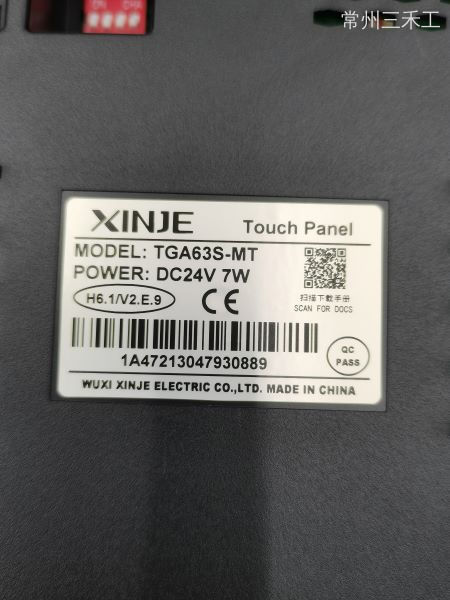 常州三禾工
ON
XINJE Touch Panel
MODEL: TGA63S-MT
POWER: DC24V 7W
H6.1/V2.E.9
CE
扫描下载手册
SCAN FOR DOCS
1A47213047930889
QC
PASS
WUXI XINJE ELECTRIC CO.,LTD. MADE IN CHINA